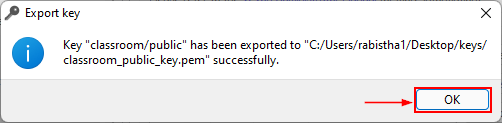 Export key
Key "classroom/public" has been exported to "C:/Users/rabistha1/Desktop/keys/
classroom_public_key.pem" successfully.
OK